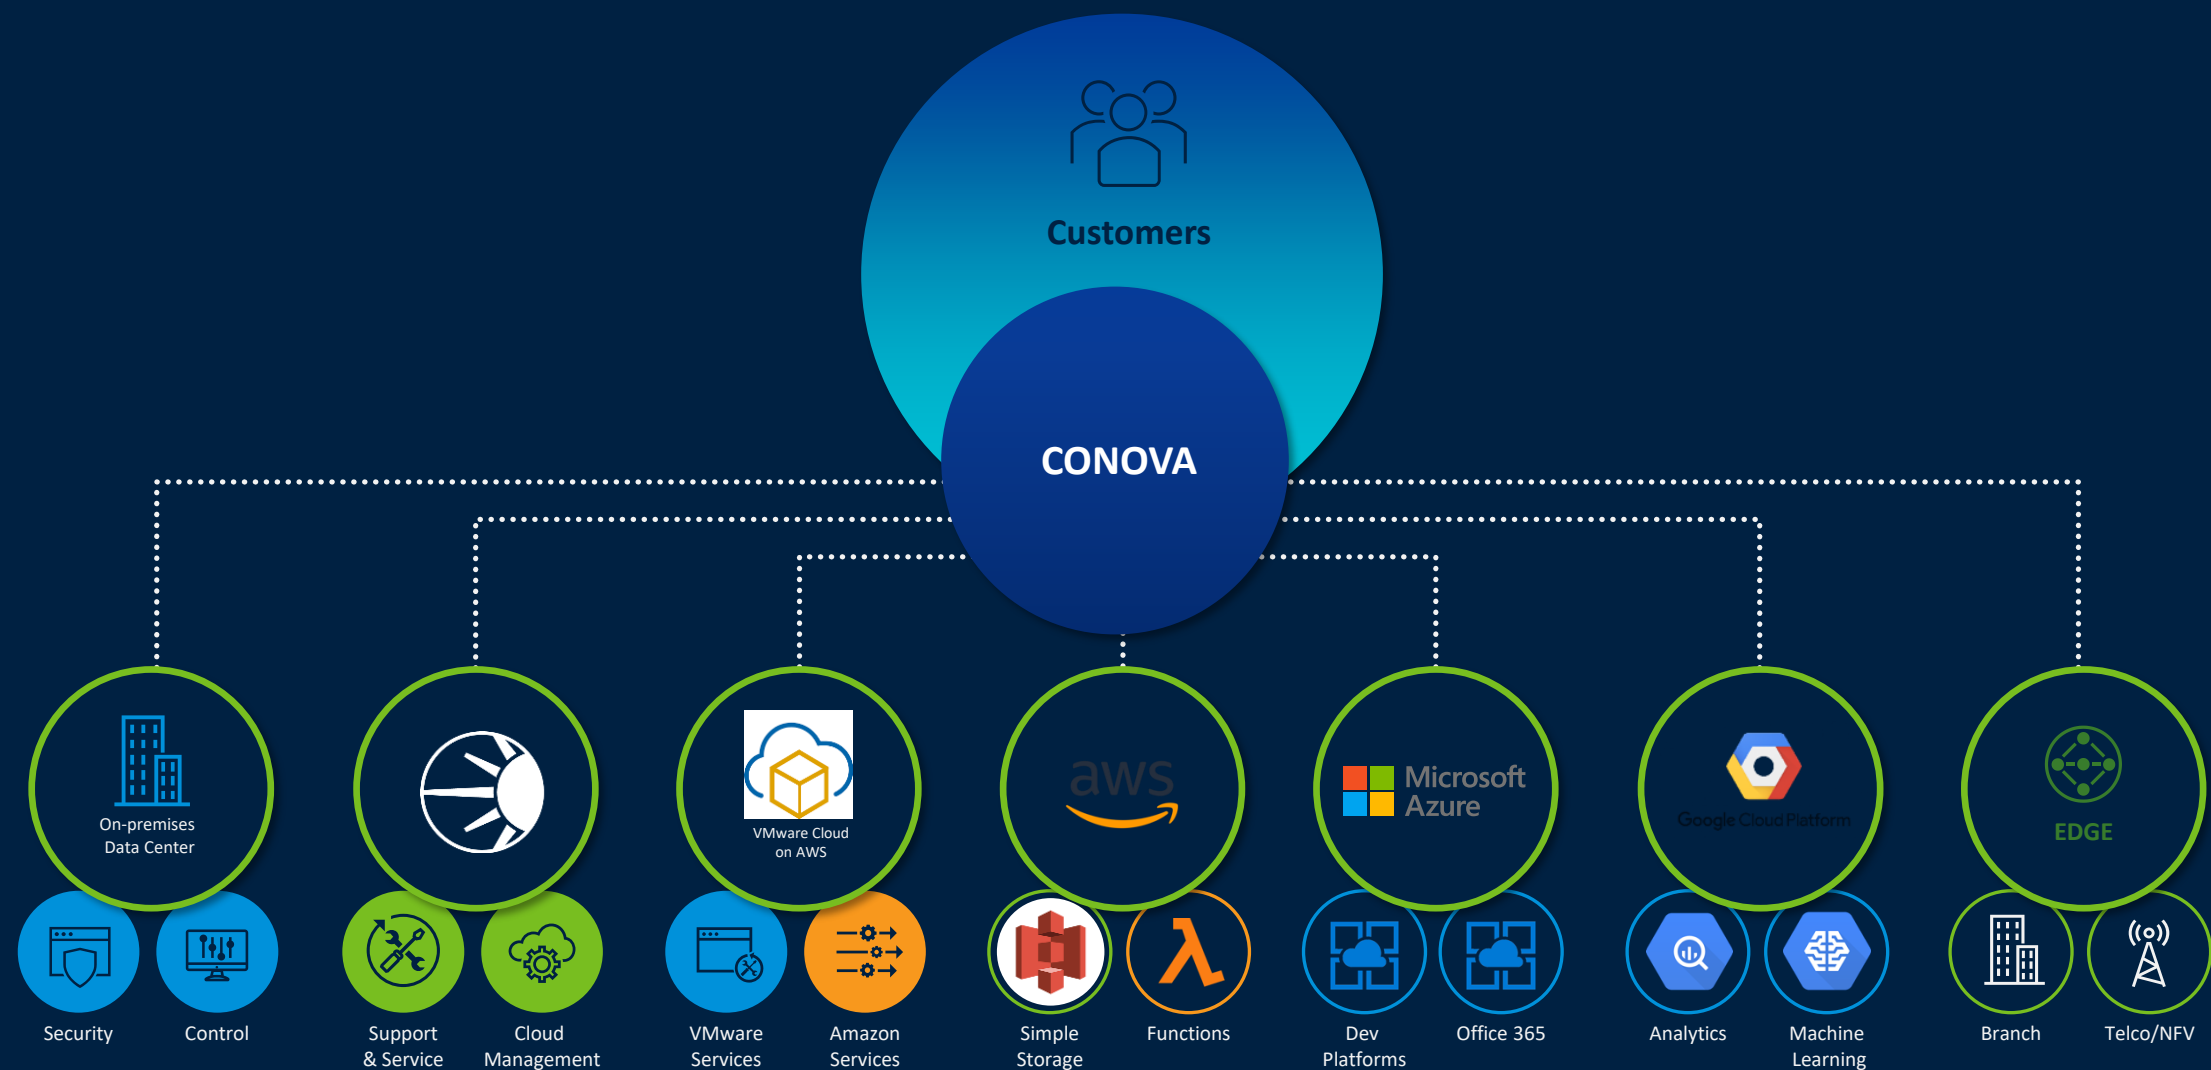 Customers
CONOVA
On-premises
Data Center
VMware Cloud
on AWS
aws
Microsoft
Azure
Google Cloud Platform
EDGE
Security
Control
Support
& Service
Cloud
Management
VMware
Services
Amazon
Services
Simple
Storage
Functions
Dev
Platforms
Office 365
Analytics
Machine
Learning
Branch
Telco/NFV